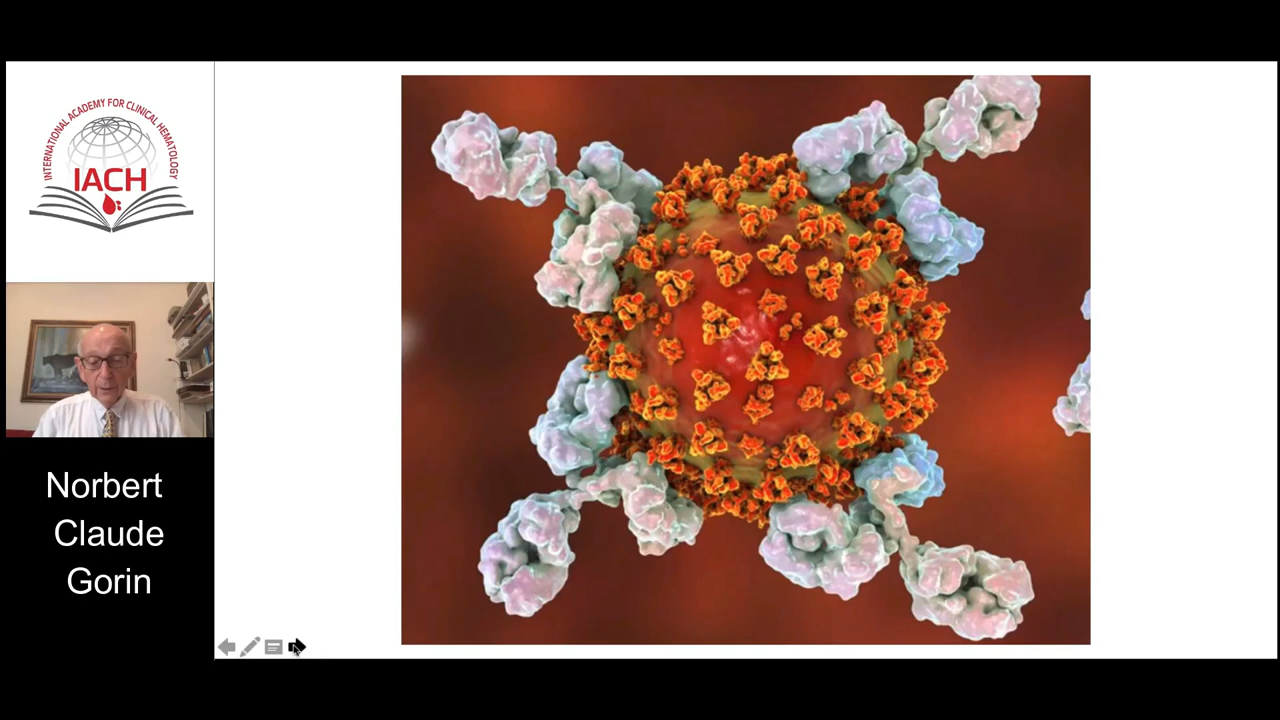 INTERNATIONAL ACADEMY FOR CLINICAL HEMATOLOGY
IACH
Norbert
Claude
Gorin